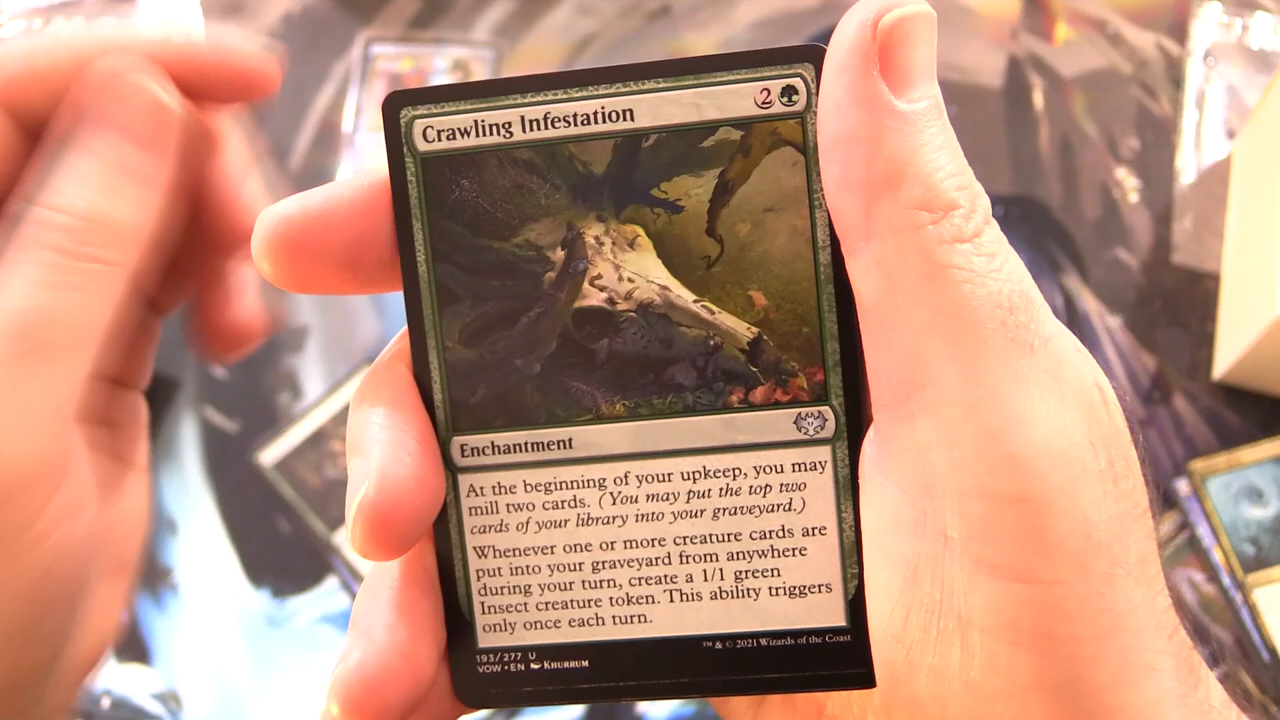 Crawling Infestation 2
Enchantment
At the beginning of your upkeep, you may
mill two cards. (You may put the top two
cards of your library into your graveyard.)
Whenever one or more creature cards are
put into your graveyard from anywhere
during your turn, create a 1/1 green
Insect creature token. This ability triggers
only once each turn.
193/277 U
VOW • EN Khurrum
™ & © 2021 Wizards of the Coast